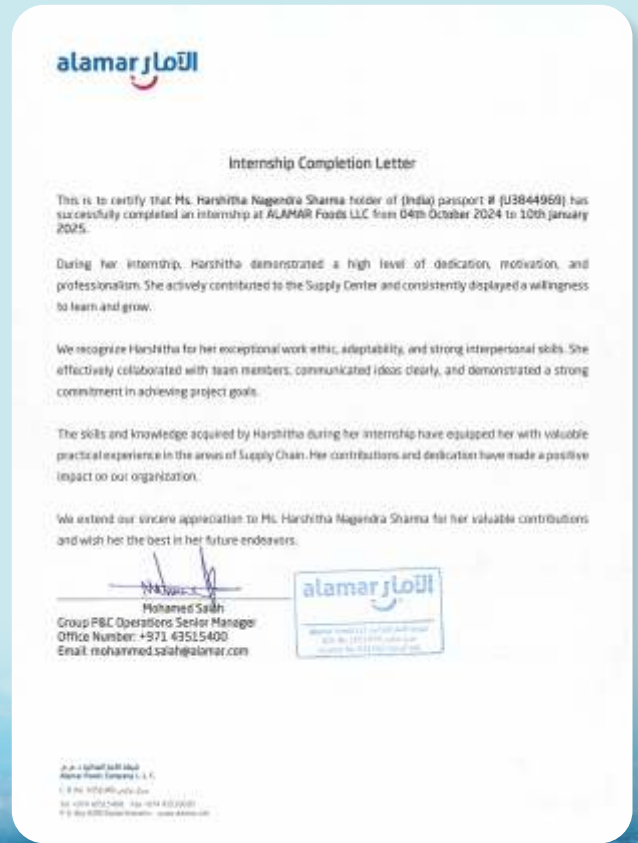 alamar الآمار
Internship Completion Letter
This is to certify that Ms. Harshitha Nagendra Sharma holder of (India) passport # (U3844969) has
successfully completed an internship at ALAMAR Foods LLC from 04th October 2024 to 10th January
2025.
During her internship, Harshitha demonstrated a high level of dedication, motivation, and
professionalism. She actively contributed to the Supply Center and consistently displayed a willingness
to learn and grow.
We recognize Harshitha for her exceptional work ethic, adaptability, and strong interpersonal skills. She
effectively collaborated with team members, communicated ideas clearly, and demonstrated a strong
commitment in achieving project goals.
The skills and knowledge acquired by Harshitha during her internship have equipped her with valuable
practical experience in the areas of Supply Chain. Her contributions and dedication have made a positive
impact on our organization.
We extend our sincere appreciation to Ms. Harshitha Nagendra Sharma for her valuable contributions
and wish her the best in her future endeavors.
Mohamed Salah
Group P&C Operations Senior Manager
Office Number: +971 43515400
Email: mohammed.salah@alamar.com
alamar الآمار
Alamar Foods Company L. L. C.